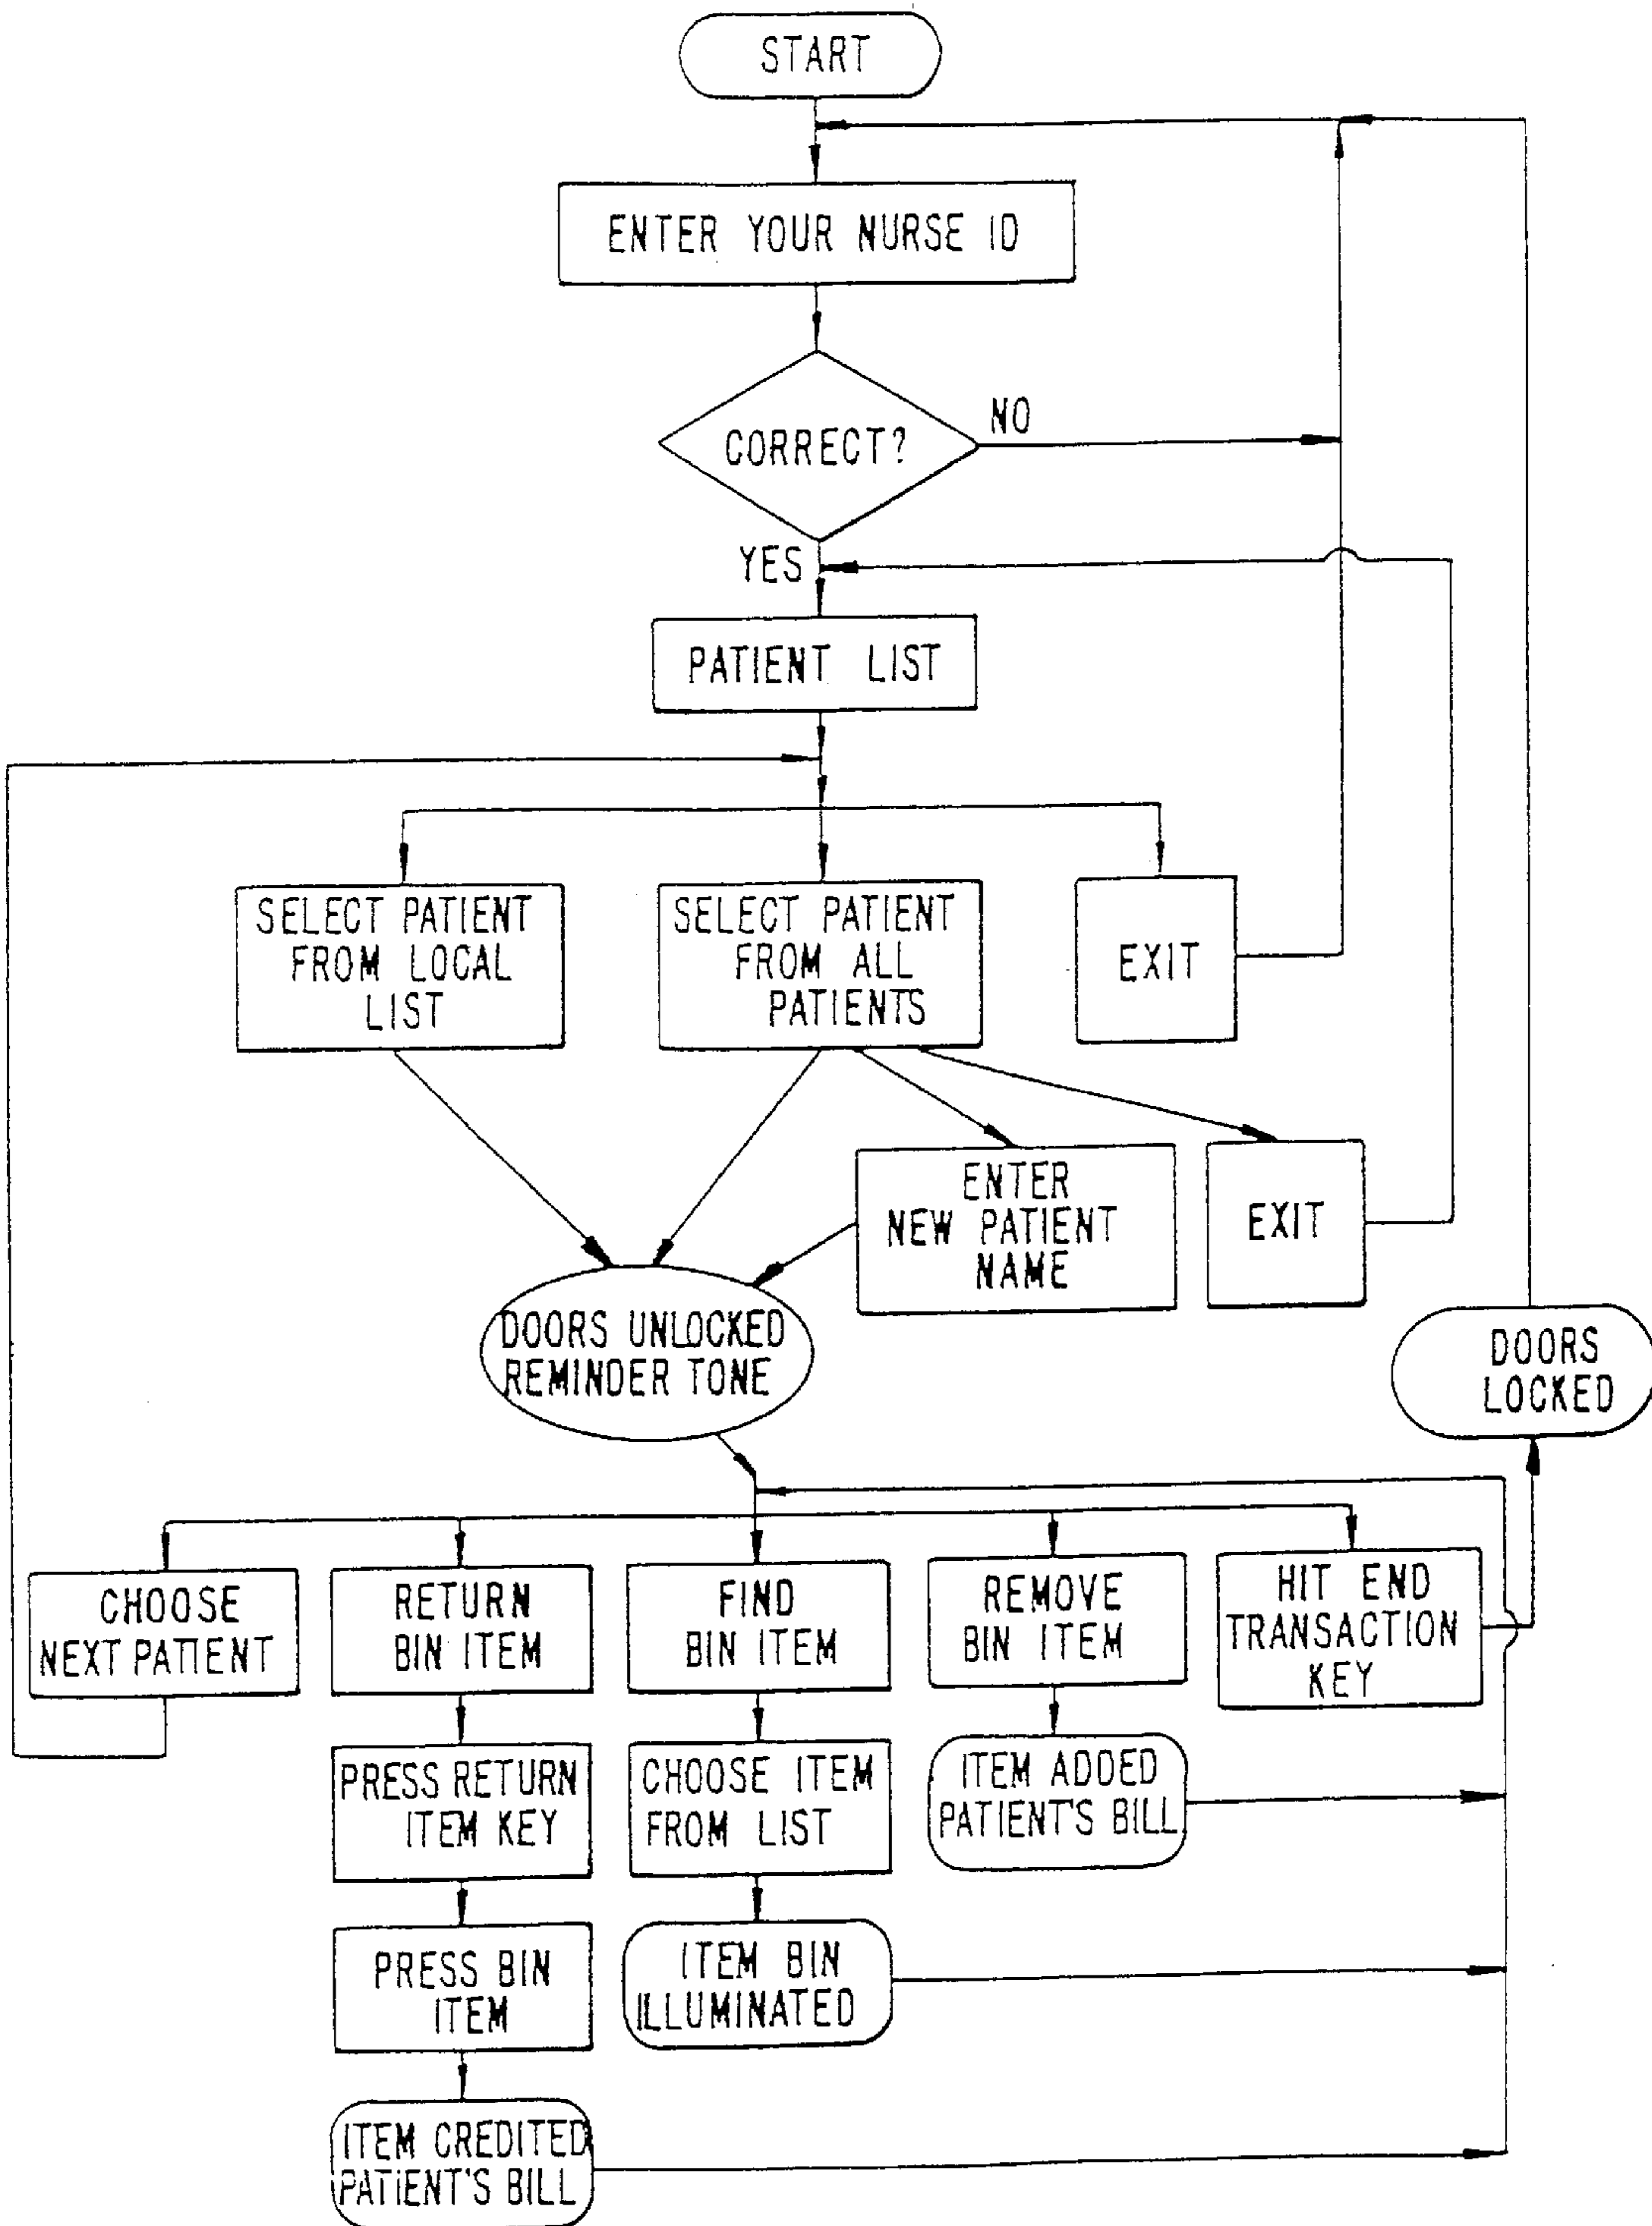 START
ENTER YOUR NURSE ID
CORRECT?
NO
YES
PATIENT LIST
SELECT PATIENT
FROM LOCAL
LIST
SELECT PATIENT
FROM ALL
PATIENTS
EXIT
ENTER
NEW PATIENT
NAME
EXIT
DOORS UNLOCKED
REMINDER TONE
DOORS
LOCKED
CHOOSE
NEXT PATIENT
RETURN
BIN ITEM
FIND
BIN ITEM
REMOVE
BIN ITEM
HIT END
TRANSACTION
KEY
PRESS RETURN
ITEM KEY
CHOOSE ITEM
FROM LIST
ITEM ADDED
PATIENT'S BILL
PRESS BIN
ITEM
ITEM BIN
ILLUMINATED
ITEM CREDITED
PATIENT'S BILL